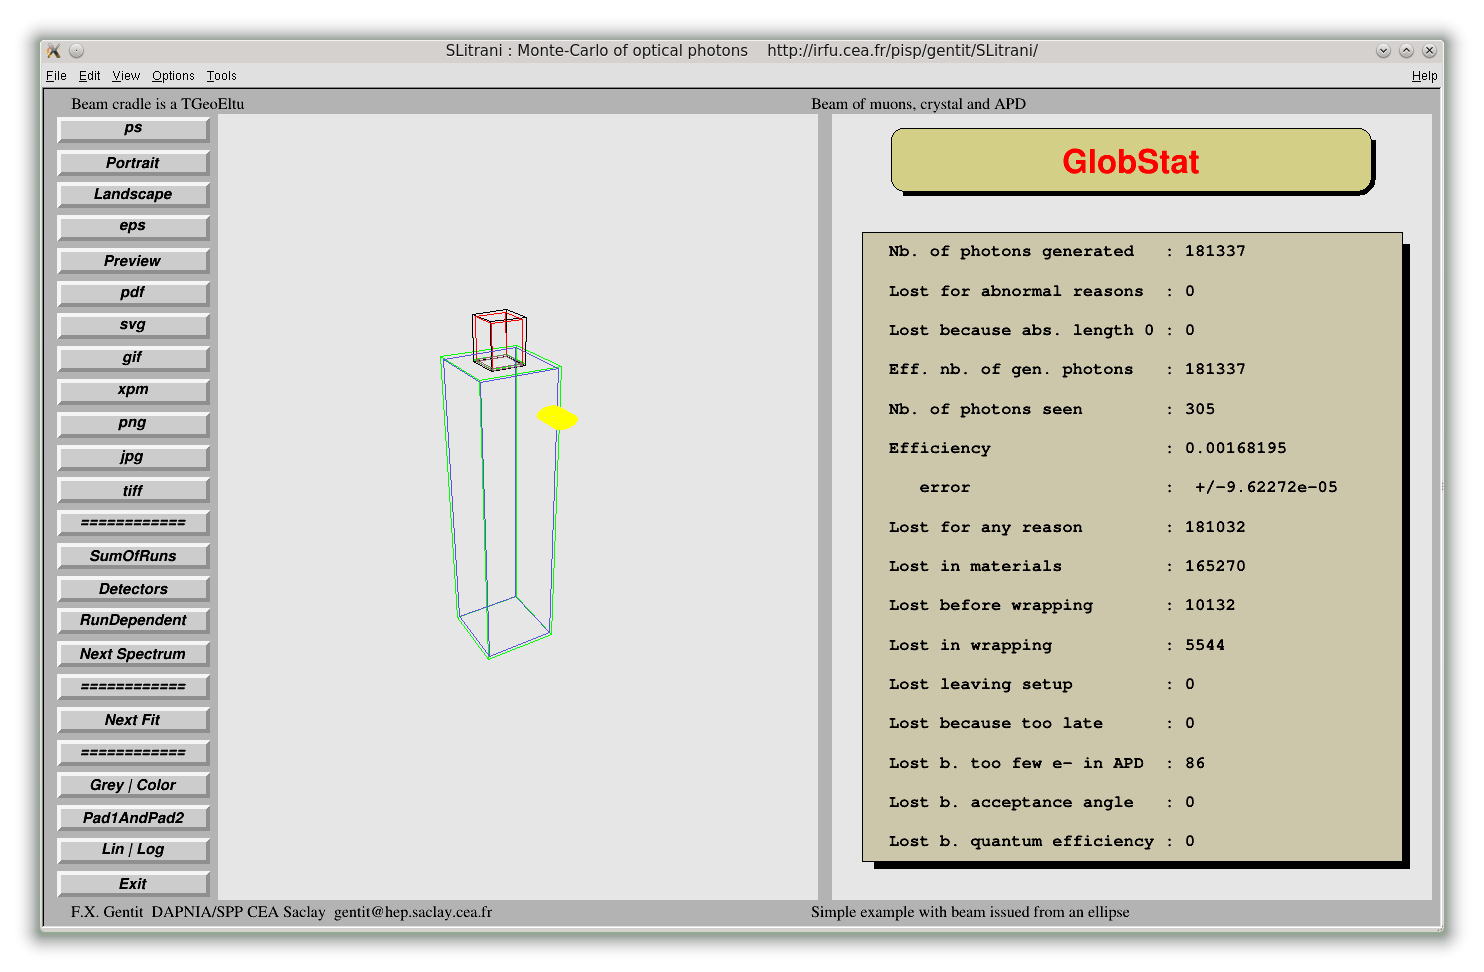 SLitrani : Monte-Carlo of optical photons    http://irfu.cea.fr/pisp/gentit/SLitrani/
File Edit View Options Tools Help
Beam cradle is a TGeoEltu
Beam of muons, crystal and APD
ps
Portrait
Landscape
eps
Preview
pdf
svg
gif
xpm
png
jpg
tiff
============
SumOfRuns
Detectors
RunDependent
Next Spectrum
============
Next Fit
============
Grey | Color
Pad1AndPad2
Lin | Log
Exit
GlobStat
Nb. of photons generated   : 181337
Lost for abnormal reasons  : 0
Lost because abs. length 0 : 0
Eff. nb. of gen. photons   : 181337
Nb. of photons seen        : 305
Efficiency                 : 0.00168195
   error                   :  +/-9.62272e-05
Lost for any reason        : 181032
Lost in materials          : 165270
Lost before wrapping       : 10132
Lost in wrapping           : 5544
Lost leaving setup         : 0
Lost because too late      : 0
Lost b. too few e- in APD  : 86
Lost b. acceptance angle   : 0
Lost b. quantum efficiency : 0
F.X. Gentit  DAPNIA/SPP CEA Saclay  gentit@hep.saclay.cea.fr
Simple example with beam issued from an ellipse